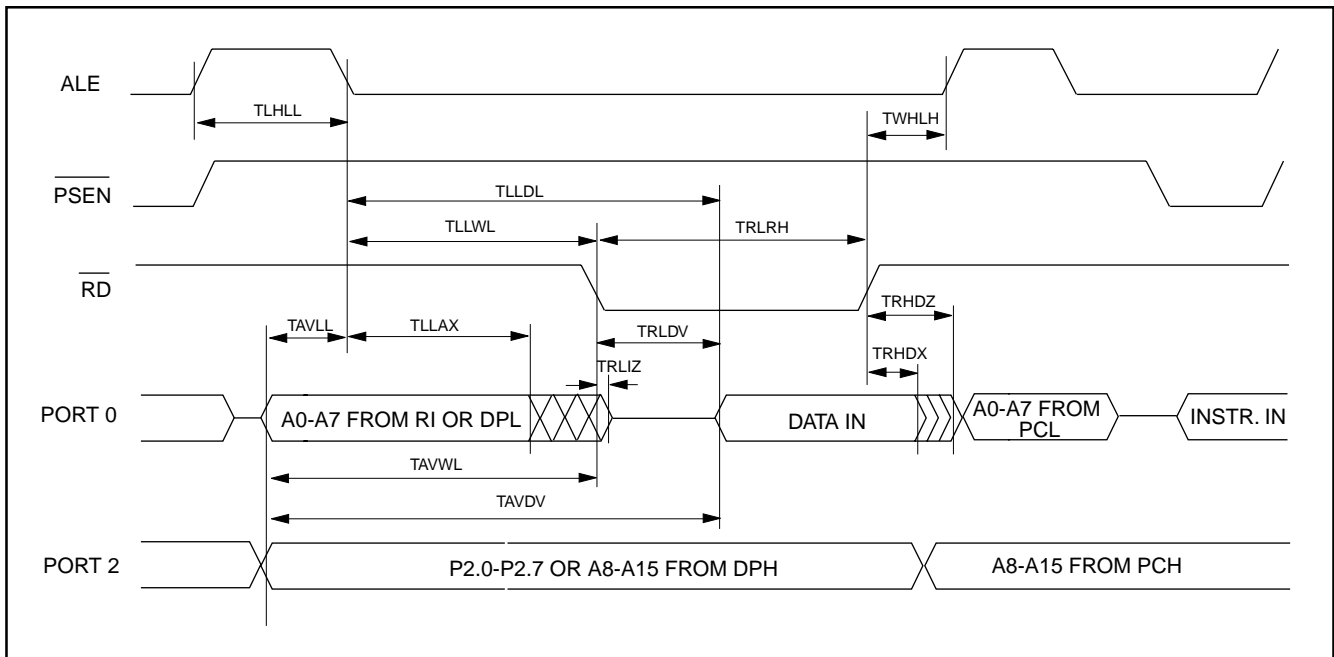 ALE
TLHLL
TWHLH
PSEN
TLLDL
TLLWL
TRLRH
RD
TAVLL
TLLAX
TRLDV
TRHDZ
TRHDX
TRLIZ
PORT 0
A0-A7 FROM RI OR DPL
DATA IN
A0-A7 FROM
PCL
INSTR. IN
TAVWL
TAVDV
PORT 2
P2.0-P2.7 OR A8-A15 FROM DPH
A8-A15 FROM PCH